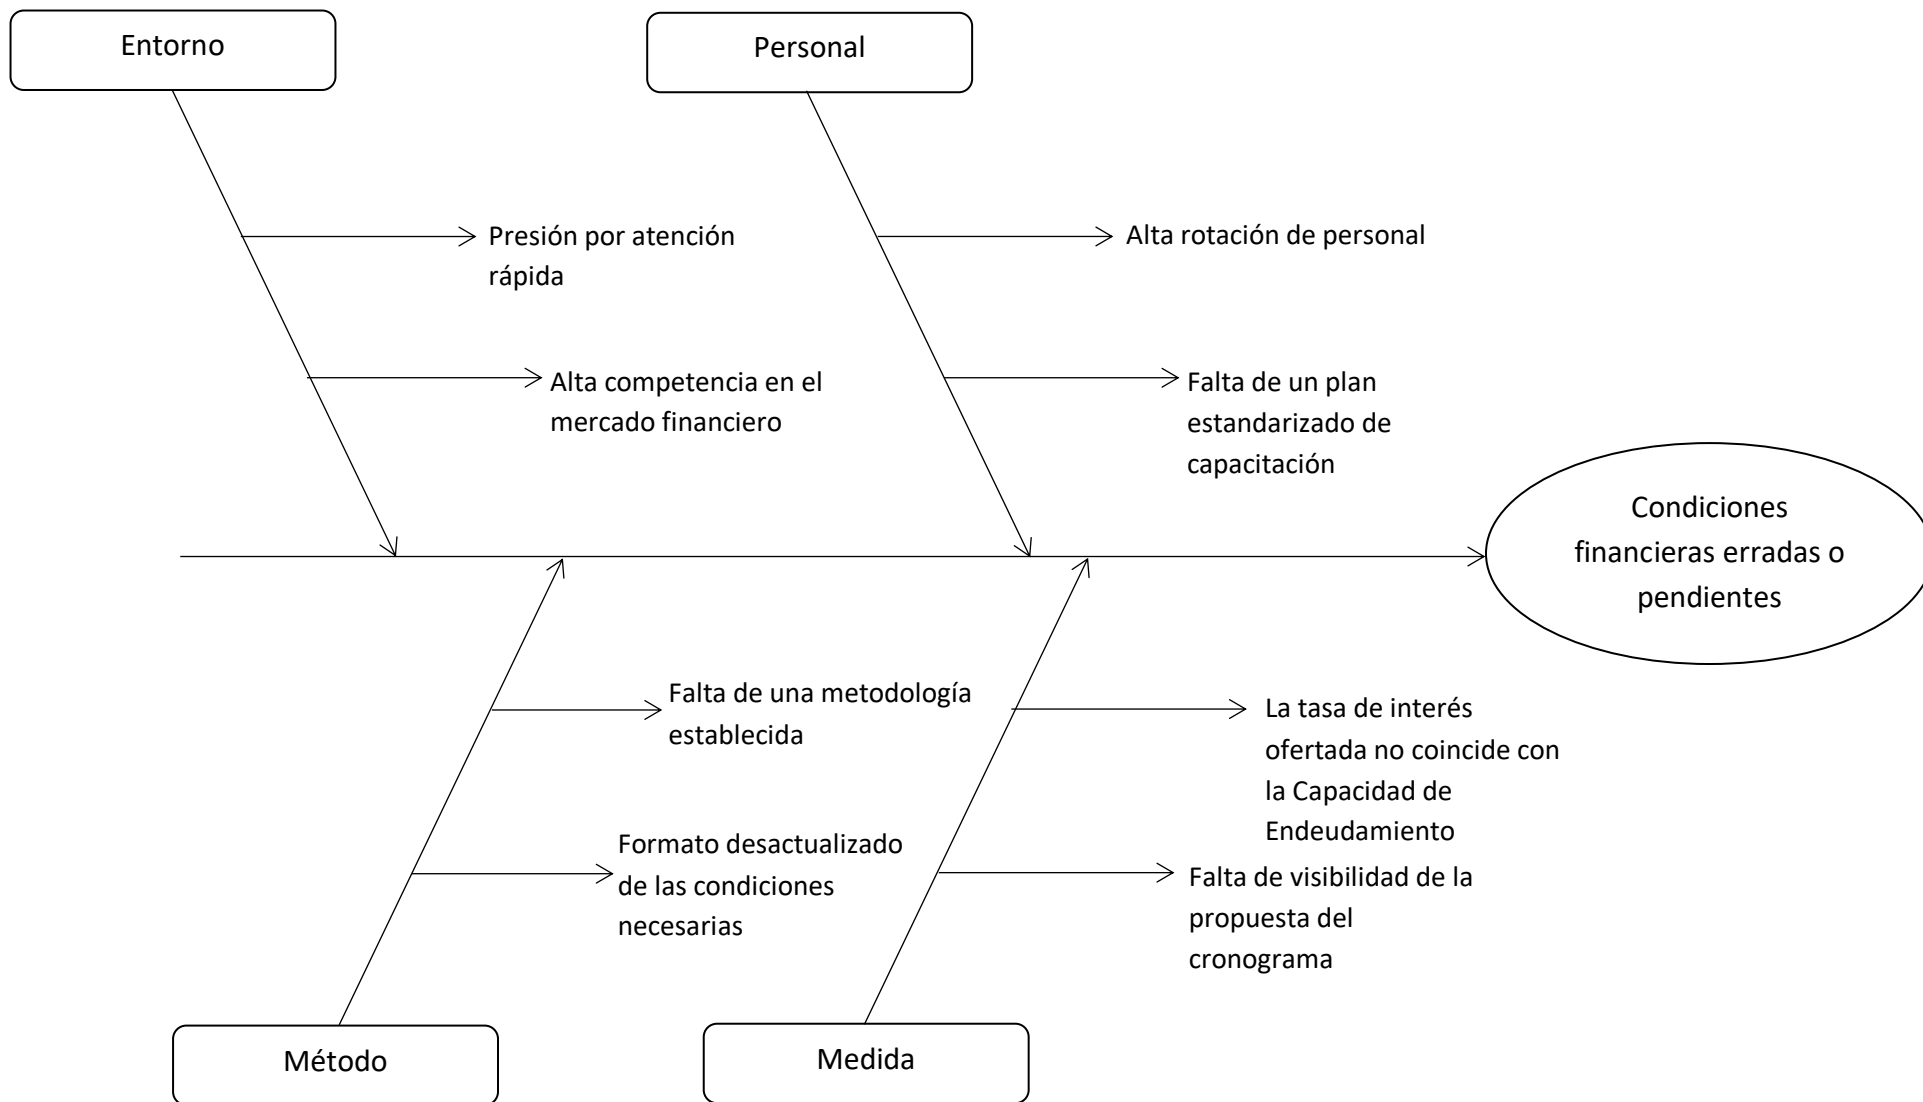 Entorno
Personal
Presión por atención
rápida
Alta rotación de personal
Alta competencia en el
mercado financiero
Falta de un plan
estandarizado de
capacitación
Condiciones
financieras erradas o
pendientes
Falta de una metodología
establecida
La tasa de interés
ofertada no coincide con
la Capacidad de
Endeudamiento
Formato desactualizado
de las condiciones
necesarias
Falta de visibilidad de la
propuesta del
cronograma
Método
Medida